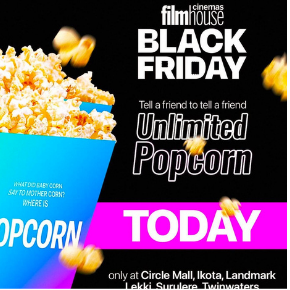 filmhouse
cinemas
BLACK
FRIDAY
Tell a friend to tell a friend
Unlimited
Popcorn
WHAT DID BABY CORN
SAY TO MOTHER CORN?
WHERE IS
POPCORN
TODAY
only at Circle Mall, Ikota, Landmark
Lekki, Surulere, Twinwaters